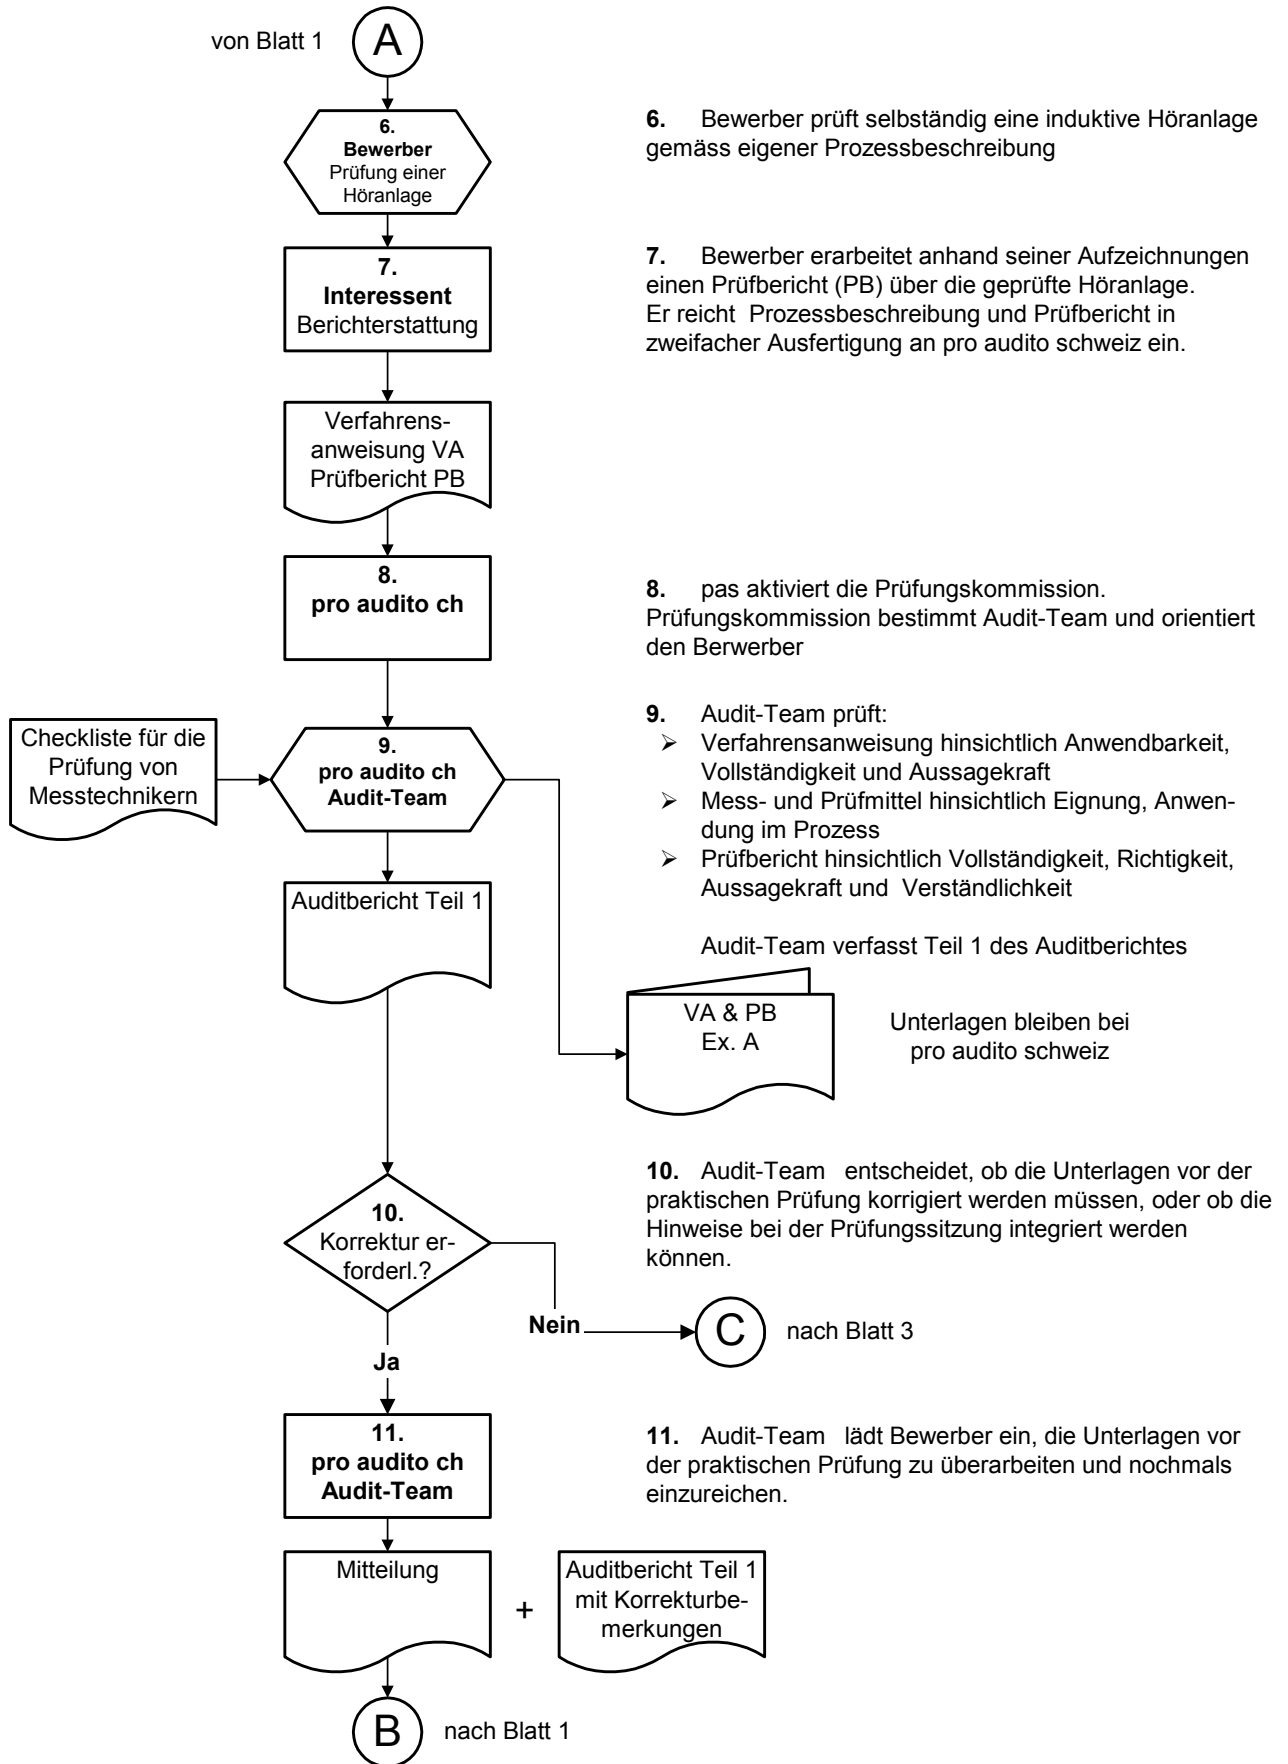 von Blatt 1
A
6.
Bewerber
Prüfung einer
Höranlage
6. Bewerber prüft selbständig eine induktive Höranlage
gemäss eigener Prozessbeschreibung
7.
Interessent
Berichterstattung
7. Bewerber erarbeitet anhand seiner Aufzeichnungen
einen Prüfbericht (PB) über die geprüfte Höranlage.
Er reicht Prozessbeschreibung und Prüfbericht in
zweifacher Ausfertigung an pro audito schweiz ein.
Verfahrens-
anweisung VA
Prüfbericht PB
8.
pro audito ch
8. pas aktiviert die Prüfungskommission.
Prüfungskommission bestimmt Audit-Team und orientiert
den Berwerber
Checkliste für die
Prüfung von
Messtechnikern
9.
pro audito ch
Audit-Team
9. Audit-Team prüft:
➢ Verfahrensanweisung hinsichtlich Anwendbarkeit,
Vollständigkeit und Aussagekraft
➢ Mess- und Prüfmittel hinsichtlich Eignung, Anwen-
dung im Prozess
➢ Prüfbericht hinsichtlich Vollständigkeit, Richtigkeit,
Aussagekraft und Verständlichkeit
Audit-Team verfasst Teil 1 des Auditberichtes
Auditbericht Teil 1
VA & PB
Ex. A
Unterlagen bleiben bei
pro audito schweiz
10.
Korrektur er-
forderl.?
10. Audit-Team entscheidet, ob die Unterlagen vor der
praktischen Prüfung korrigiert werden müssen, oder ob die
Hinweise bei der Prüfungssitzung integriert werden
können.
Nein
C
nach Blatt 3
Ja
11.
pro audito ch
Audit-Team
11. Audit-Team lädt Bewerber ein, die Unterlagen vor
der praktischen Prüfung zu überarbeiten und nochmals
einzureichen.
Mitteilung
+
Auditbericht Teil 1
mit Korrekturbe-
merkungen
B
nach Blatt 1